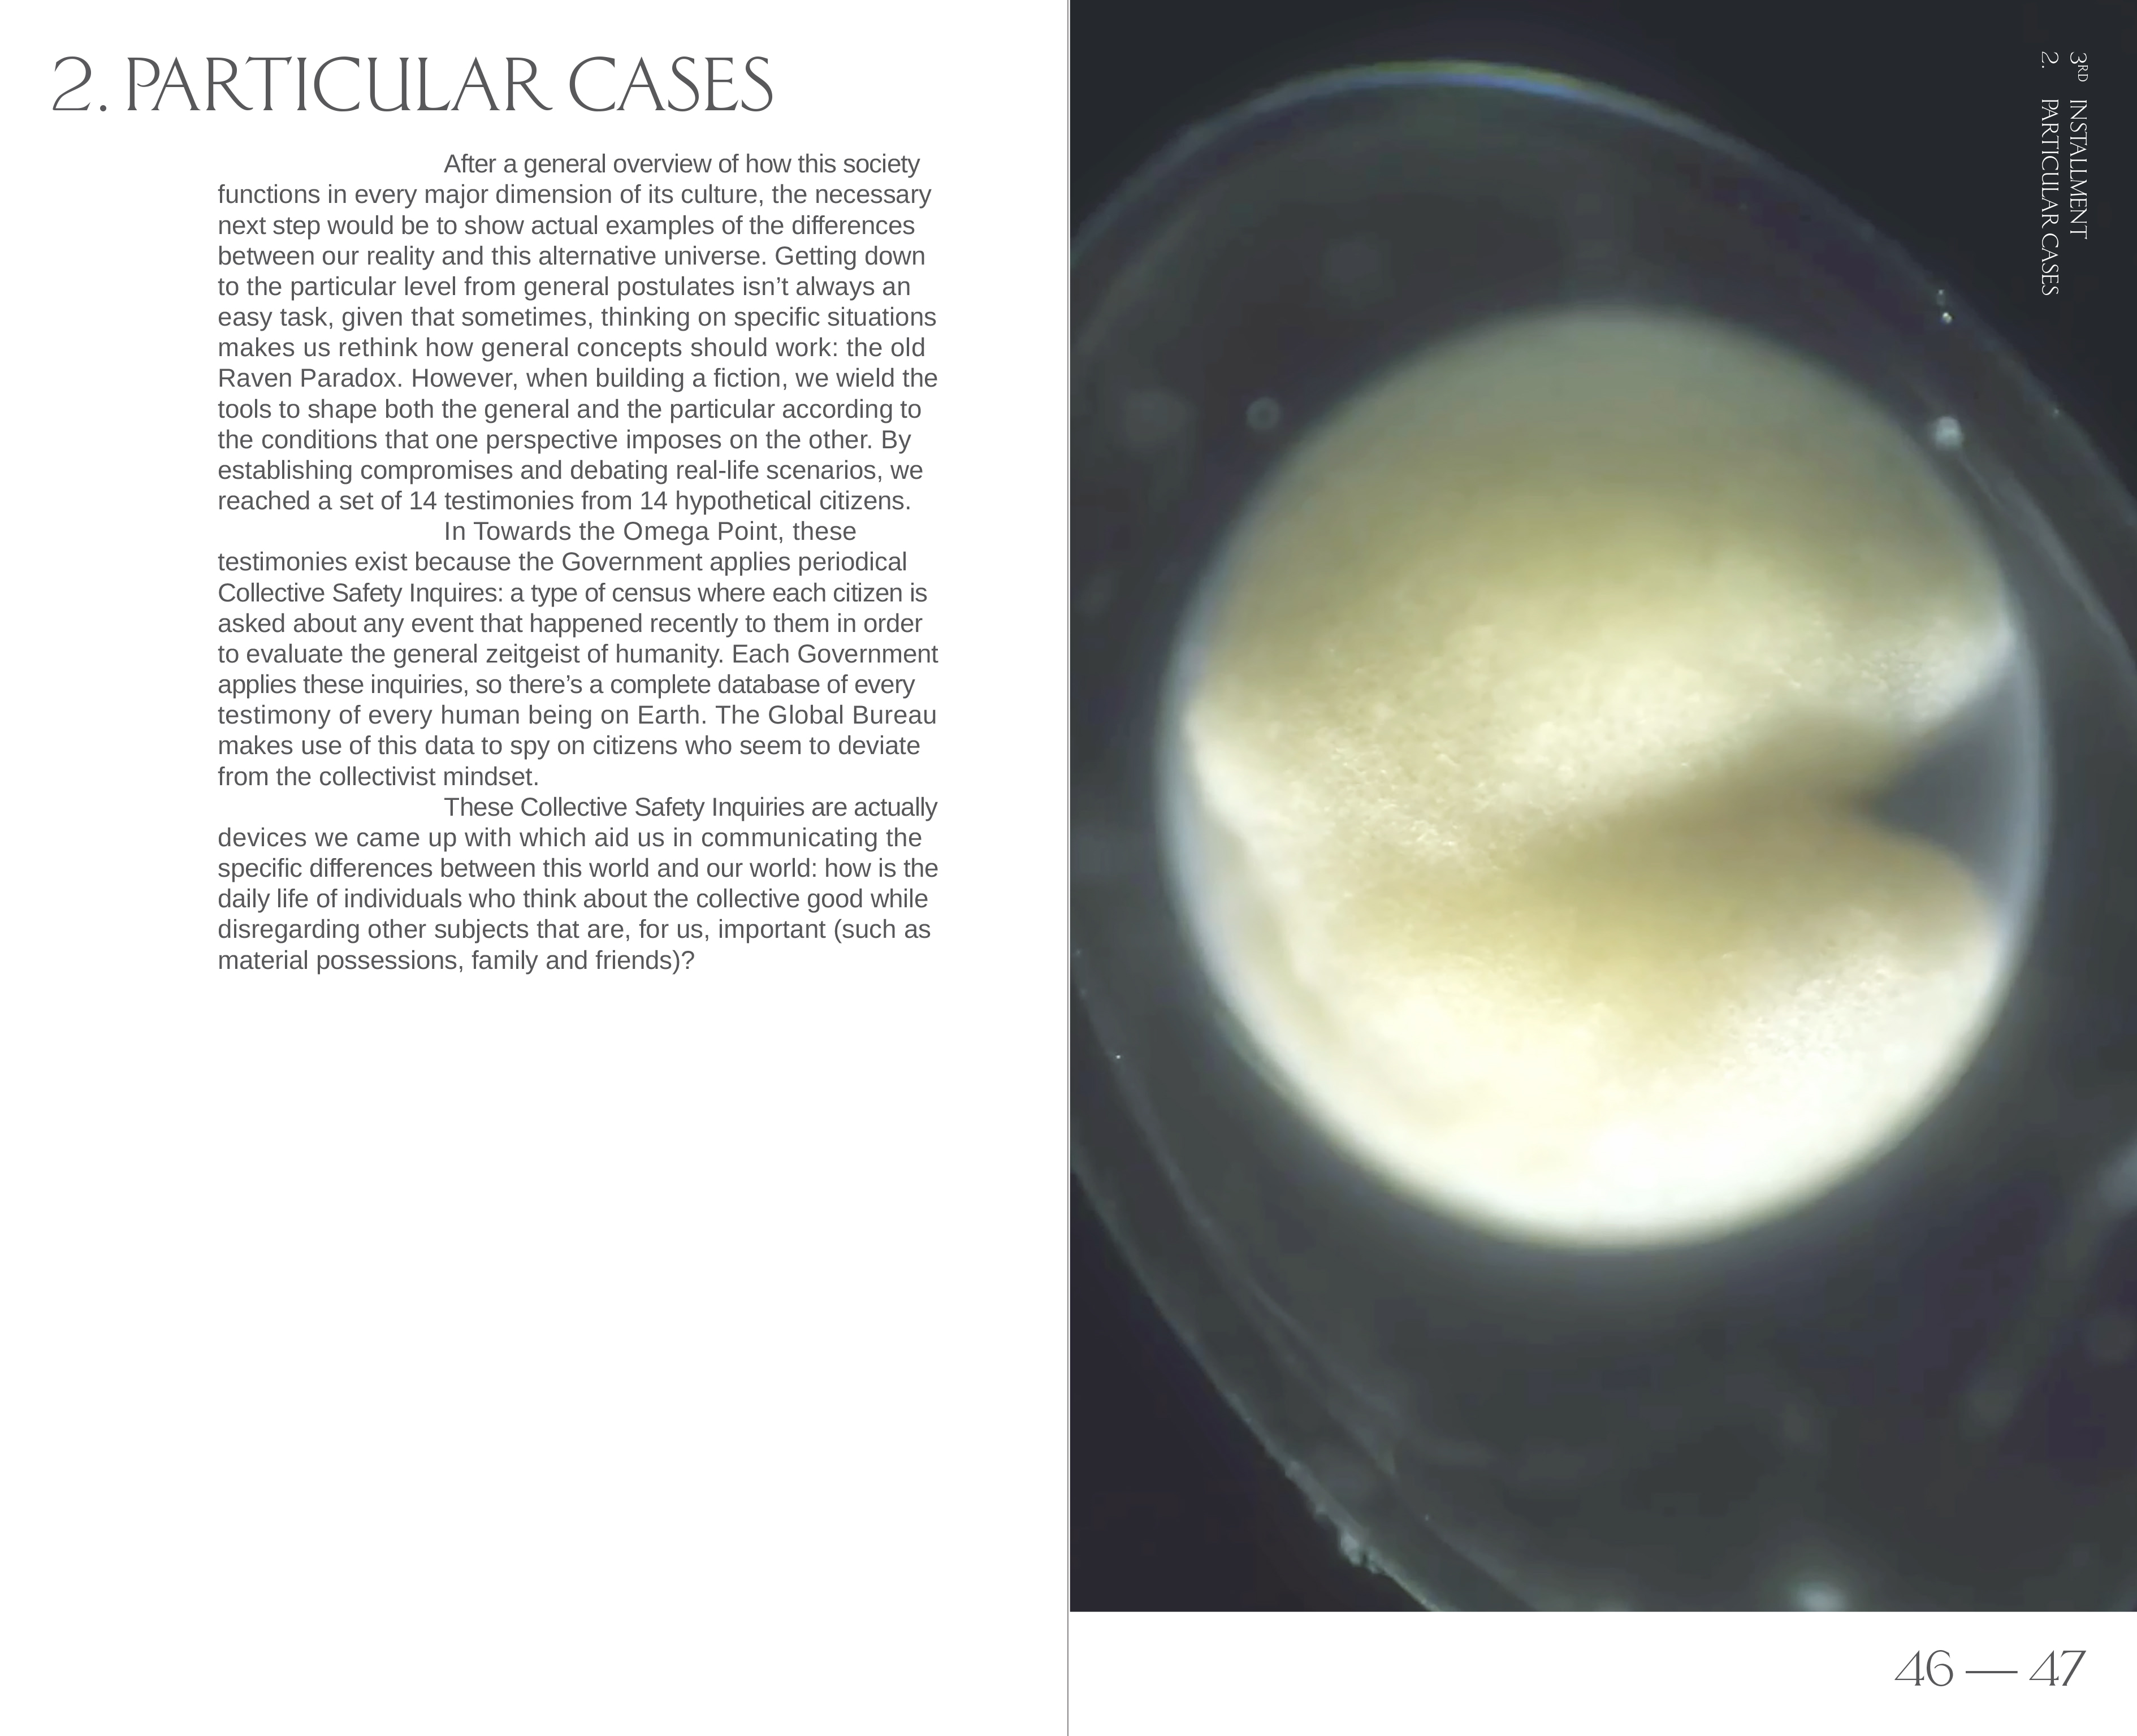 2. PARTICULAR CASES
After a general overview of how this society
functions in every major dimension of its culture, the necessary
next step would be to show actual examples of the differences
between our reality and this alternative universe. Getting down
to the particular level from general postulates isn’t always an
easy task, given that sometimes, thinking on specific situations
makes us rethink how general concepts should work: the old
Raven Paradox. However, when building a fiction, we wield the
tools to shape both the general and the particular according to
the conditions that one perspective imposes on the other. By
establishing compromises and debating real-life scenarios, we
reached a set of 14 testimonies from 14 hypothetical citizens.
In Towards the Omega Point, these
testimonies exist because the Government applies periodical
Collective Safety Inquires: a type of census where each citizen is
asked about any event that happened recently to them in order
to evaluate the general zeitgeist of humanity. Each Government
applies these inquiries, so there’s a complete database of every
testimony of every human being on Earth. The Global Bureau
makes use of this data to spy on citizens who seem to deviate
from the collectivist mindset.
These Collective Safety Inquiries are actually
devices we came up with which aid us in communicating the
specific differences between this world and our world: how is the
daily life of individuals who think about the collective good while
disregarding other subjects that are, for us, important (such as
material possessions, family and friends)?
3RD INSTALLMENT
2. PARTICULAR CASES
46 — 47